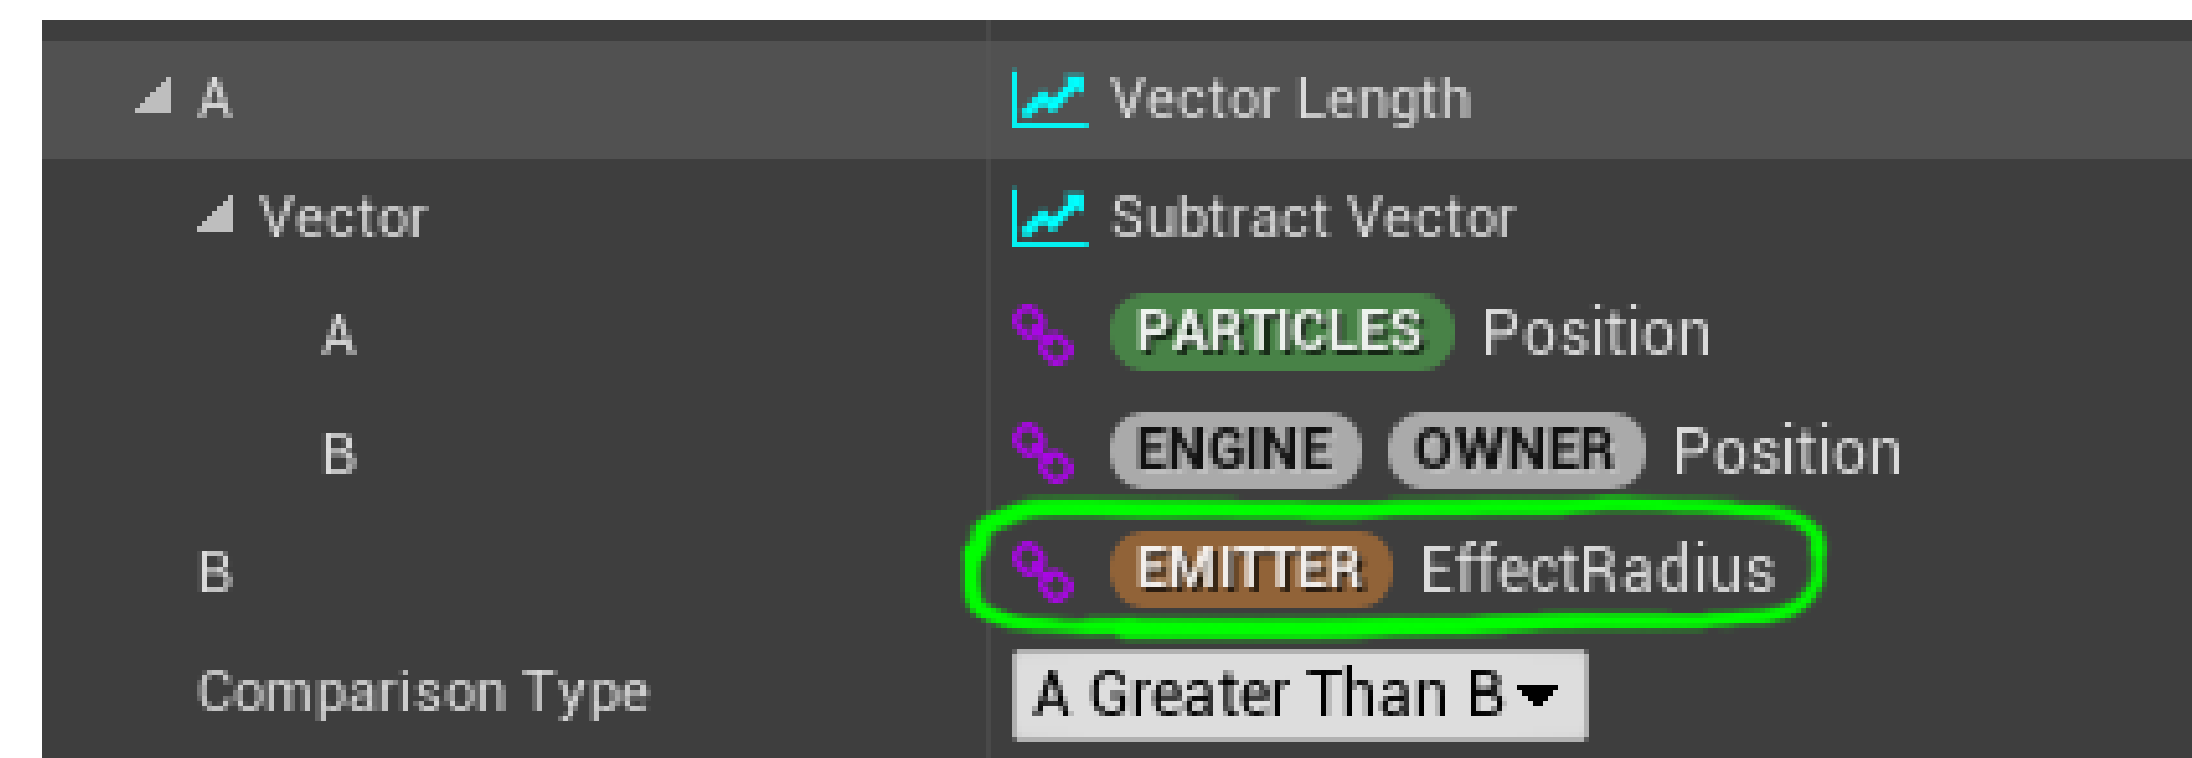 A Vector Length
Vector Subtract Vector
A PARTICLES Position
B ENGINE OWNER Position
B EMITTER EffectRadius
Comparison Type A Greater Than B